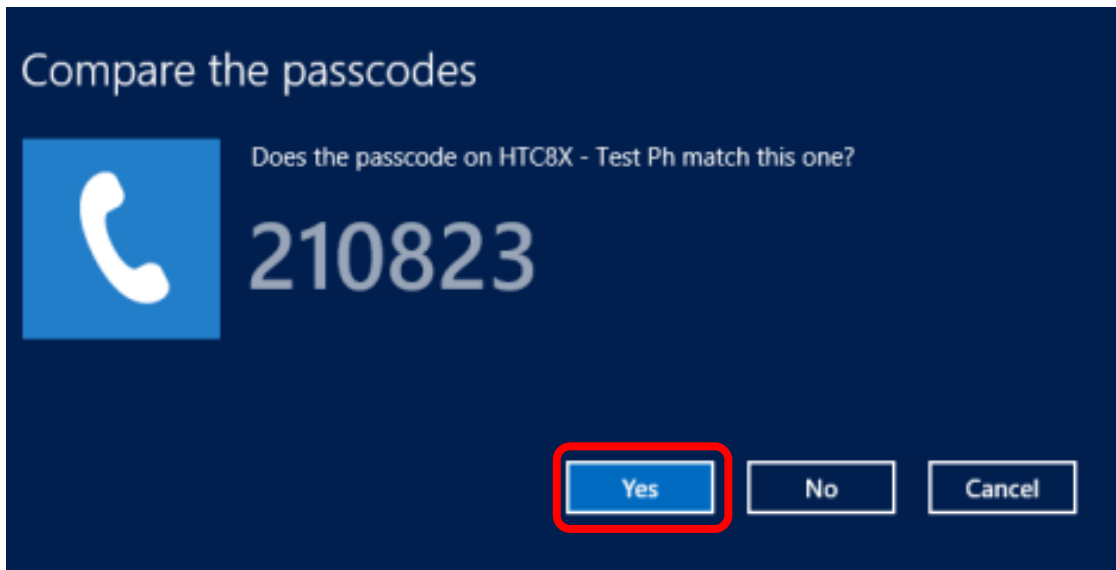 Compare the passcodes
Does the passcode on HTC8X - Test Ph match this one?
210823
Yes No Cancel